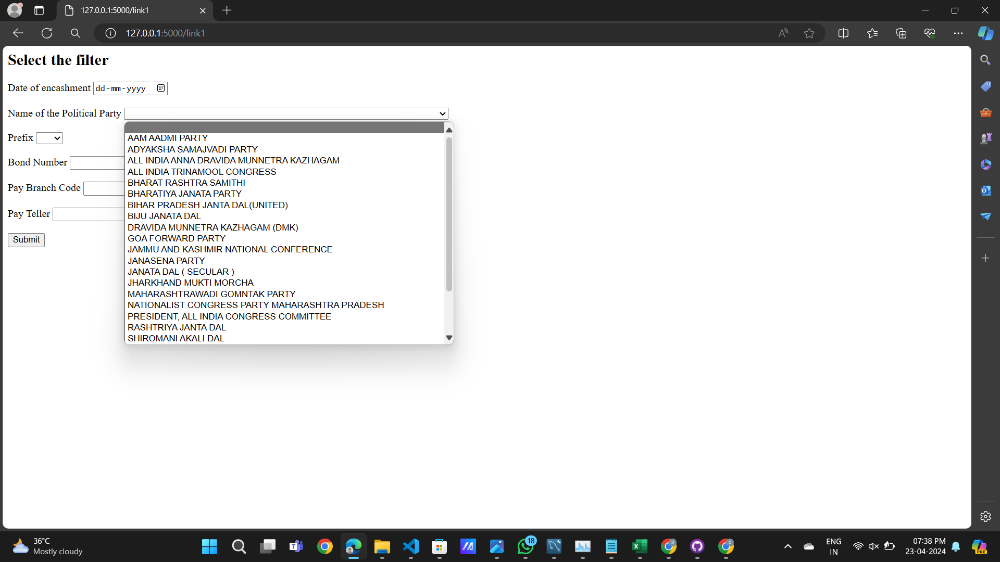 127.0.0.1:5000/link1
127.0.0.1:5000/link1
Select the filter
Date of encashment dd-mm-yyyy
Name of the Political Party
AAM AADMI PARTY
ADYAKSHA SAMAJVADI PARTY
ALL INDIA ANNA DRAVIDA MUNNETRA KAZHAGAM
ALL INDIA TRINAMOOL CONGRESS
BHARAT RASHTRA SAMITHI
BHARATIYA JANATA PARTY
BIHAR PRADESH JANTA DAL(UNITED)
BIJU JANATA DAL
DRAVIDA MUNNETRA KAZHAGAM (DMK)
GOA FORWARD PARTY
JAMMU AND KASHMIR NATIONAL CONFERENCE
JANASENA PARTY
JANATA DAL ( SECULAR )
JHARKHAND MUKTI MORCHA
MAHARASHTRAWADI GOMNTAK PARTY
NATIONALIST CONGRESS PARTY MAHARASHTRA PRADESH
PRESIDENT, ALL INDIA CONGRESS COMMITTEE
RASHTRIYA JANTA DAL
SHIROMANI AKALI DAL
Prefix
Bond Number
Pay Branch Code
Pay Teller
Submit
36°C
Mostly cloudy
18
S
C
ENG
IN
07:38 PM
23-04-2024
PRE